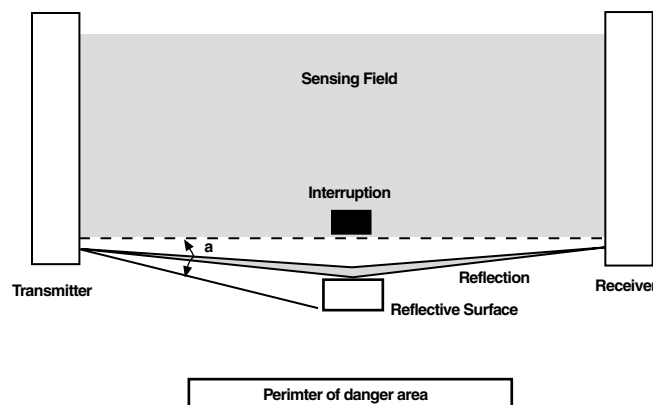 Sensing Field
Interruption
a
Reflection
Transmitter
Receiver
Reflective Surface
Perimter of danger area